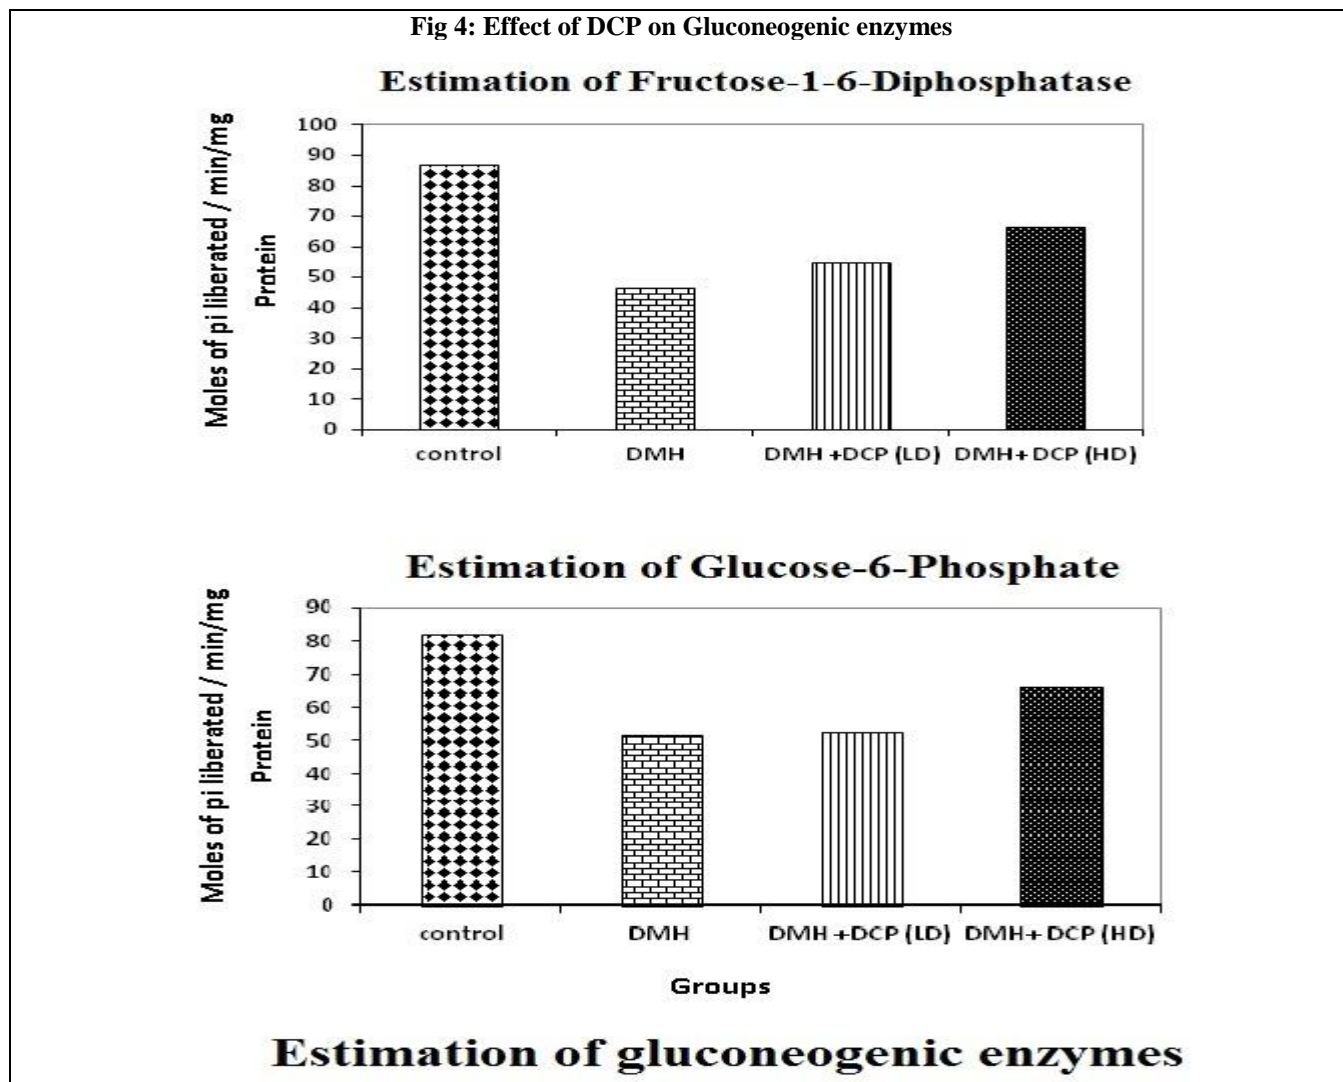 Fig 4: Effect of DCP on Gluconeogenic enzymes
Estimation of Fructose-1-6-Diphosphatase
Moles of pi liberated / min/mg
Protein
100
90
80
70
60
50
40
30
20
10
0
control
DMH
DMH +DCP (LD)
DMH+ DCP (HD)
Estimation of Glucose-6-Phosphate
Moles of pi liberated / min/mg
Protein
90
80
70
60
50
40
30
20
10
0
control
DMH
DMH +DCP (LD)
DMH+ DCP (HD)
Groups
Estimation of gluconeogenic enzymes